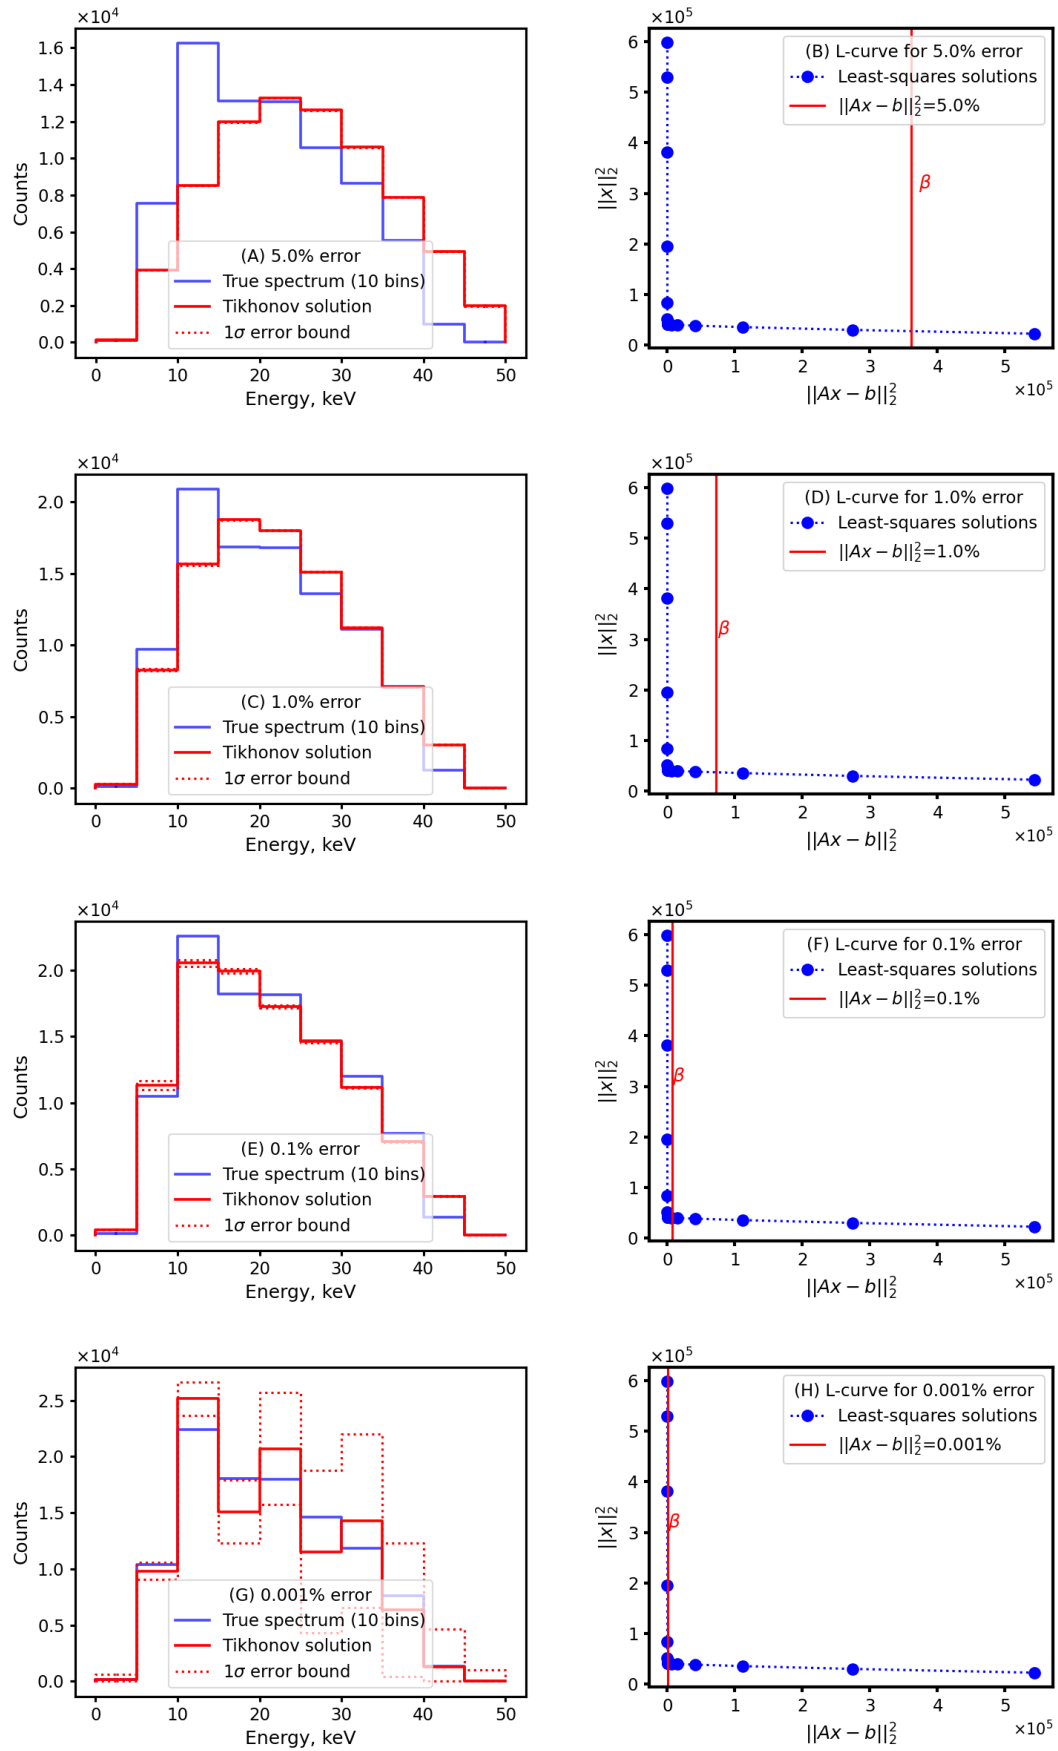 ×10⁴
1.6
1.4
1.2
1.0
0.8
0.6
0.4
0.2
0.0
Counts
(A) 5.0% error
True spectrum (10 bins)
Tikhonov solution
1σ error bound
0 10 20 30 40 50
Energy, keV
×10⁵
6
5
4
3
2
1
0
||x||₂²
(B) L-curve for 5.0% error
Least-squares solutions
||Ax − b||₂²=5.0%
β
0 1 2 3 4 5
×10⁵
||Ax − b||₂²
×10⁴
2.0
1.5
1.0
0.5
0.0
Counts
(C) 1.0% error
True spectrum (10 bins)
Tikhonov solution
1σ error bound
0 10 20 30 40 50
Energy, keV
×10⁵
6
5
4
3
2
1
0
||x||₂²
(D) L-curve for 1.0% error
Least-squares solutions
||Ax − b||₂²=1.0%
β
0 1 2 3 4 5
×10⁵
||Ax − b||₂²
×10⁴
2.0
1.5
1.0
0.5
0.0
Counts
(E) 0.1% error
True spectrum (10 bins)
Tikhonov solution
1σ error bound
0 10 20 30 40 50
Energy, keV
×10⁵
6
5
4
3
2
1
0
||x||₂²
(F) L-curve for 0.1% error
Least-squares solutions
||Ax − b||₂²=0.1%
β
0 1 2 3 4 5
×10⁵
||Ax − b||₂²
×10⁴
2.5
2.0
1.5
1.0
0.5
0.0
Counts
(G) 0.001% error
True spectrum (10 bins)
Tikhonov solution
1σ error bound
0 10 20 30 40 50
Energy, keV
×10⁵
6
5
4
3
2
1
0
||x||₂²
(H) L-curve for 0.001% error
Least-squares solutions
||Ax − b||₂²=0.001%
β
0 1 2 3 4 5
×10⁵
||Ax − b||₂²